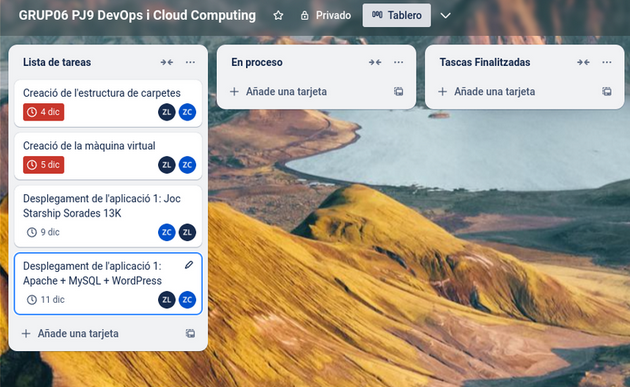 GRUP06 PJ9 DevOps i Cloud Computing
Privado
Tablero
Lista de tareas
Creació de l'estructura de carpetes
4 dic
ZL
ZC
Creació de la màquina virtual
5 dic
ZL
ZC
Desplegament de l'aplicació 1: Joc
Starship Sorades 13K
9 dic
ZC
ZL
Desplegament de l'aplicació 1:
Apache + MySQL + WordPress
11 dic
ZL
ZC
Añade una tarjeta
En proceso
Añade una tarjeta
Tascas Finalitzadas
Añade una tarjeta